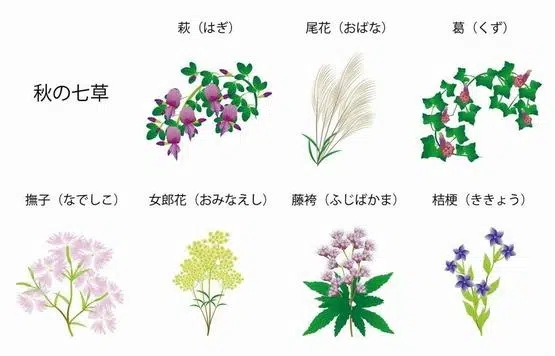 萩（はぎ）
尾花（おばな）
葛（くず）
秋の七草
撫子（なでしこ）
女郎花（おみなえし）
藤袴（ふじばかま）
桔梗（ききょう）